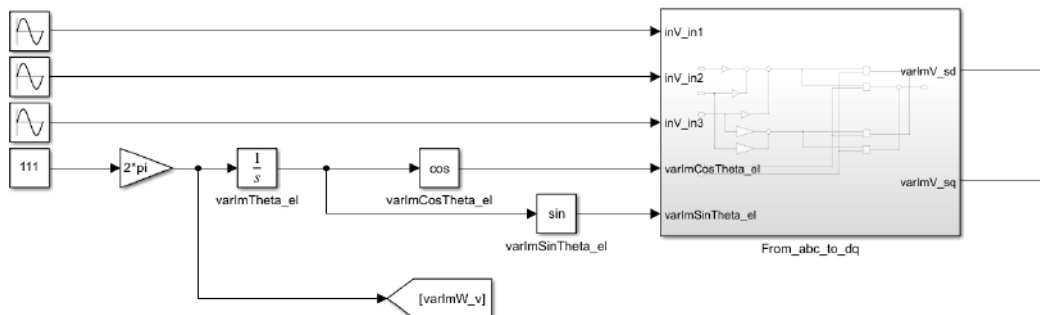 inV_in1
varImV_sd
inV_in2
inV_in3
111
2*pi
1
s
cos
varImCosTheta_el
varImTheta_el
varImCosTheta_el
varImV_sq
sin
varImSinTheta_el
varImSinTheta_el
From_abc_to_dq
[varImW_v]